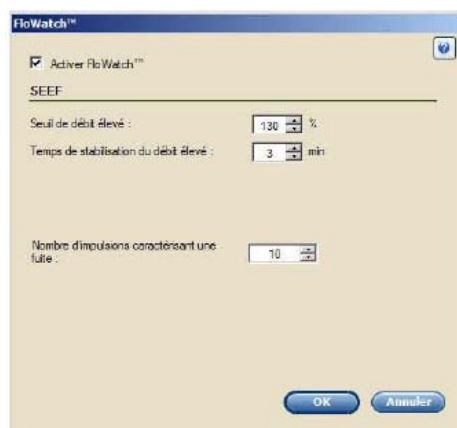 FloWatch™
Activer FloWatch™
SEEF
Seuil de débit élevé : 130 %
Temps de stabilisation du débit élevé : 3 min
Nombre d'impulsions caractérisant une
fuite : 10
OK Annuler